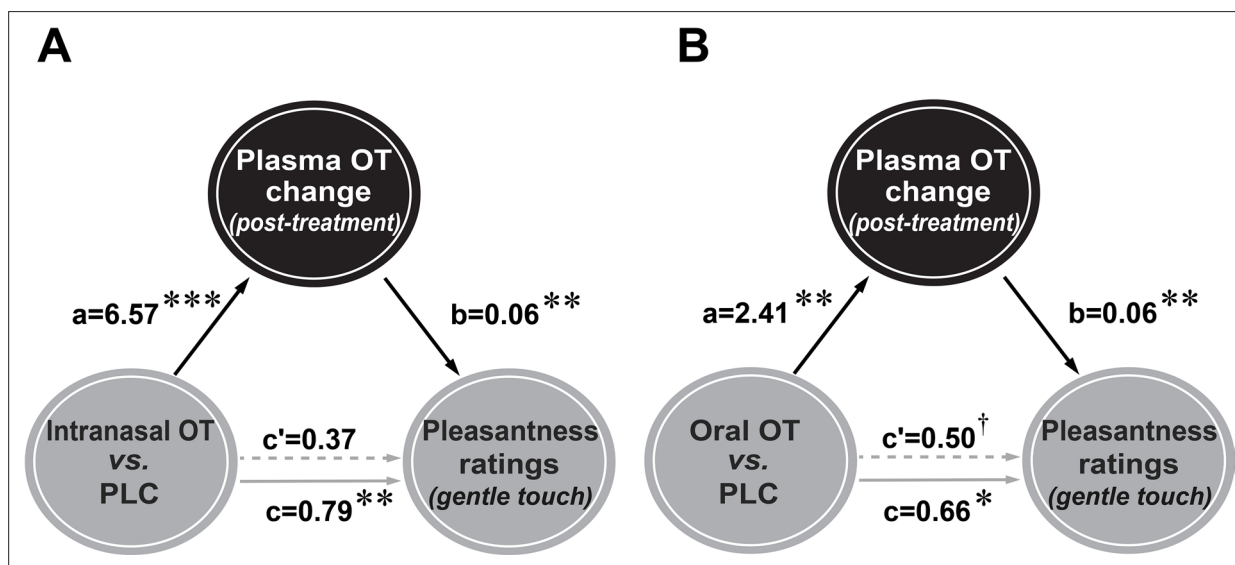 A
Plasma OT
change
(post-treatment)
a=6.57***
b=0.06**
Intranasal OT
vs.
PLC
c'=0.37
c=0.79**
Pleasantness
ratings
(gentle touch)
B
Plasma OT
change
(post-treatment)
a=2.41**
b=0.06**
Oral OT
vs.
PLC
c'=0.50†
c=0.66*
Pleasantness
ratings
(gentle touch)